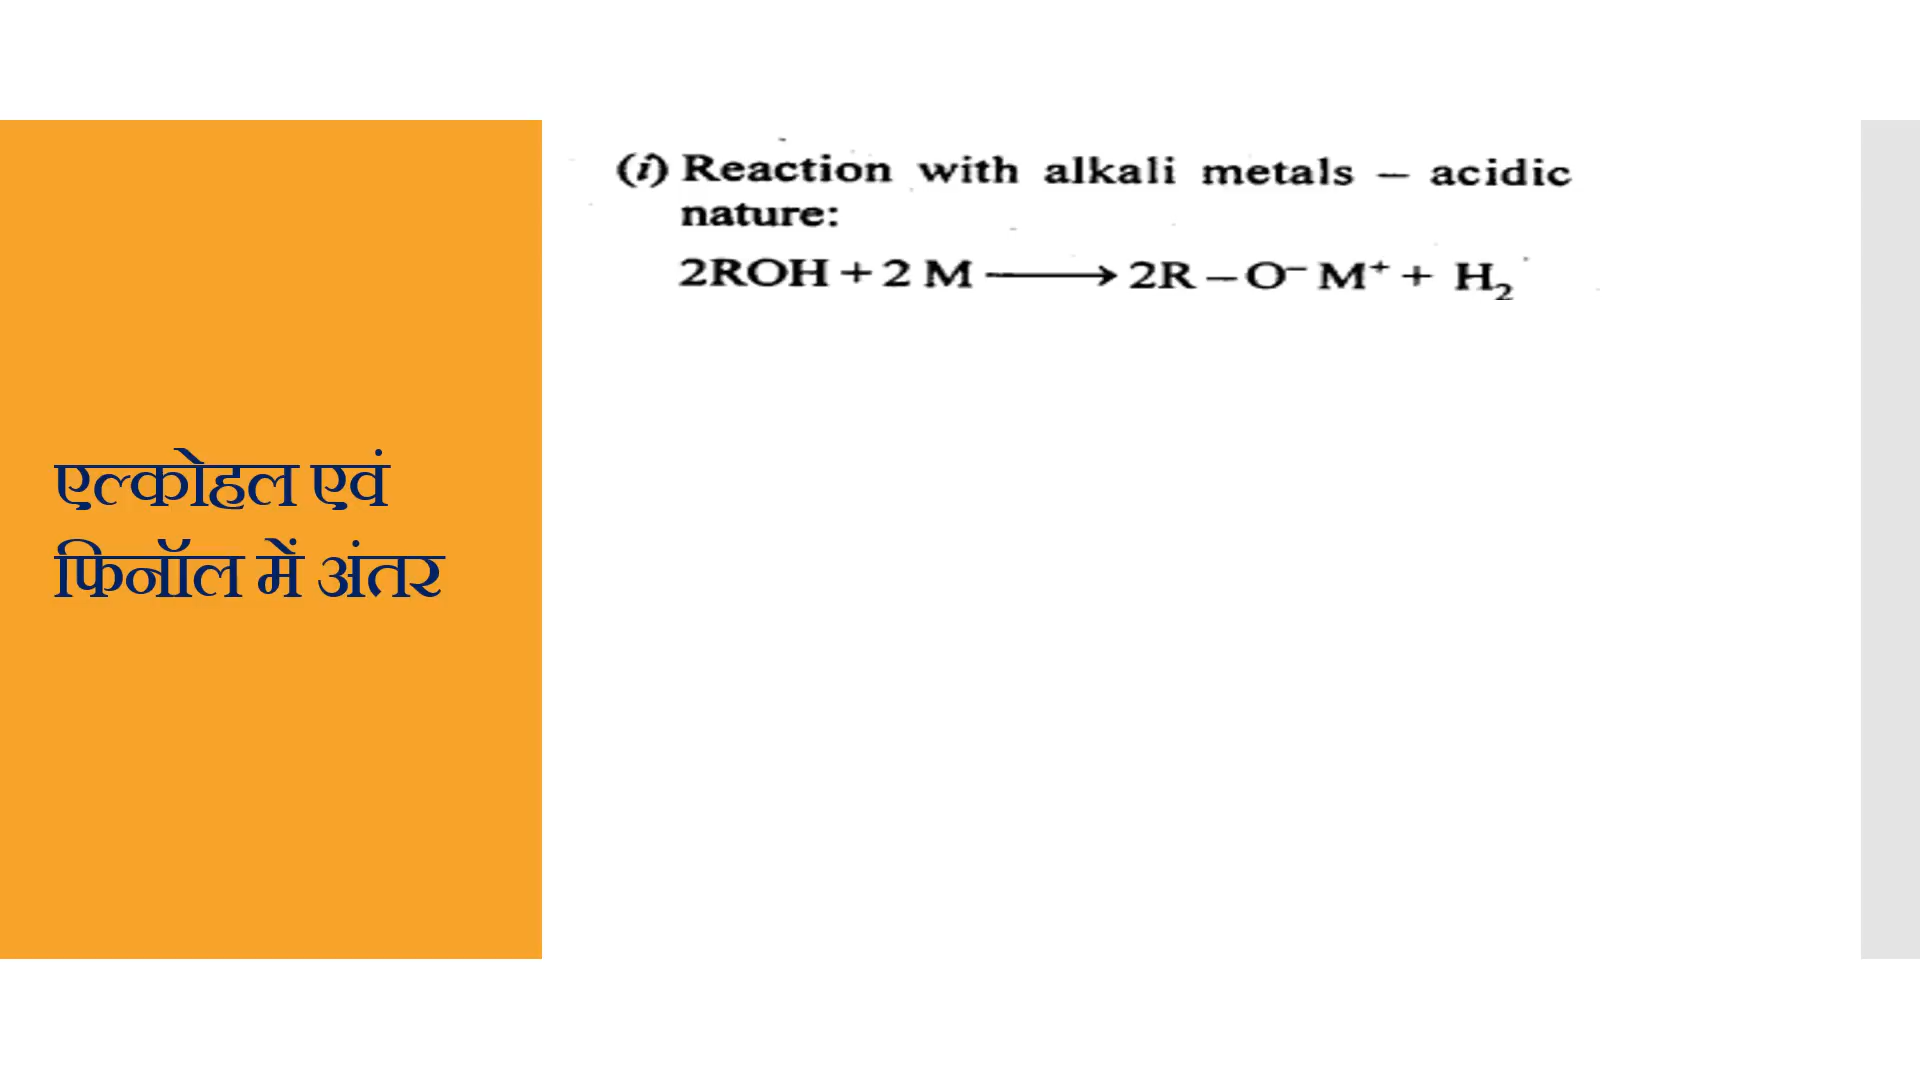 एल्कोहल एवं
फिनॉल में अंतर
(i) Reaction with alkali metals – acidic
nature:
2ROH + 2 M ⟶ 2R – O⁻ M⁺ + H₂